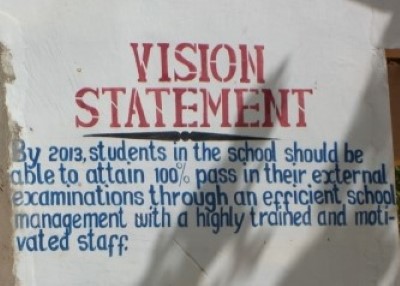 VISION
STATEMENT
By 2013, students in the school should be
able to attain 100% pass in their external
examinations through an efficient school
management with a highly trained and moti-
vated staff.